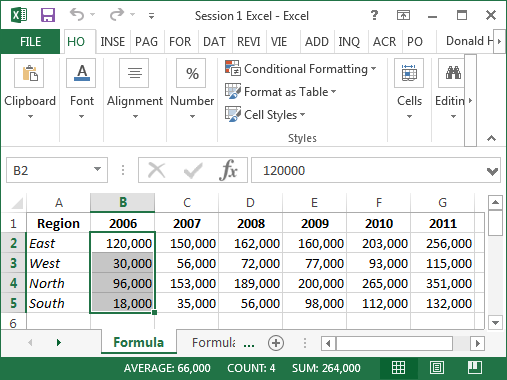 Session 1 Excel - Excel
FILE HO INSE PAG FOR DAT REVI VIE ADD INQ ACR PO Donald H
Clipboard Font Alignment Number Conditional Formatting Format as Table Cell Styles Styles Cells Editin
B2 fx 120000
A B C D E F G
1 Region 2006 2007 2008 2009 2010 2011
2 East 120,000 150,000 162,000 160,000 203,000 256,000
3 West 30,000 56,000 72,000 77,000 93,000 115,000
4 North 96,000 153,000 189,000 200,000 265,000 351,000
5 South 18,000 35,000 56,000 98,000 112,000 132,000
6
Formula Formula ...
AVERAGE: 66,000 COUNT: 4 SUM: 264,000